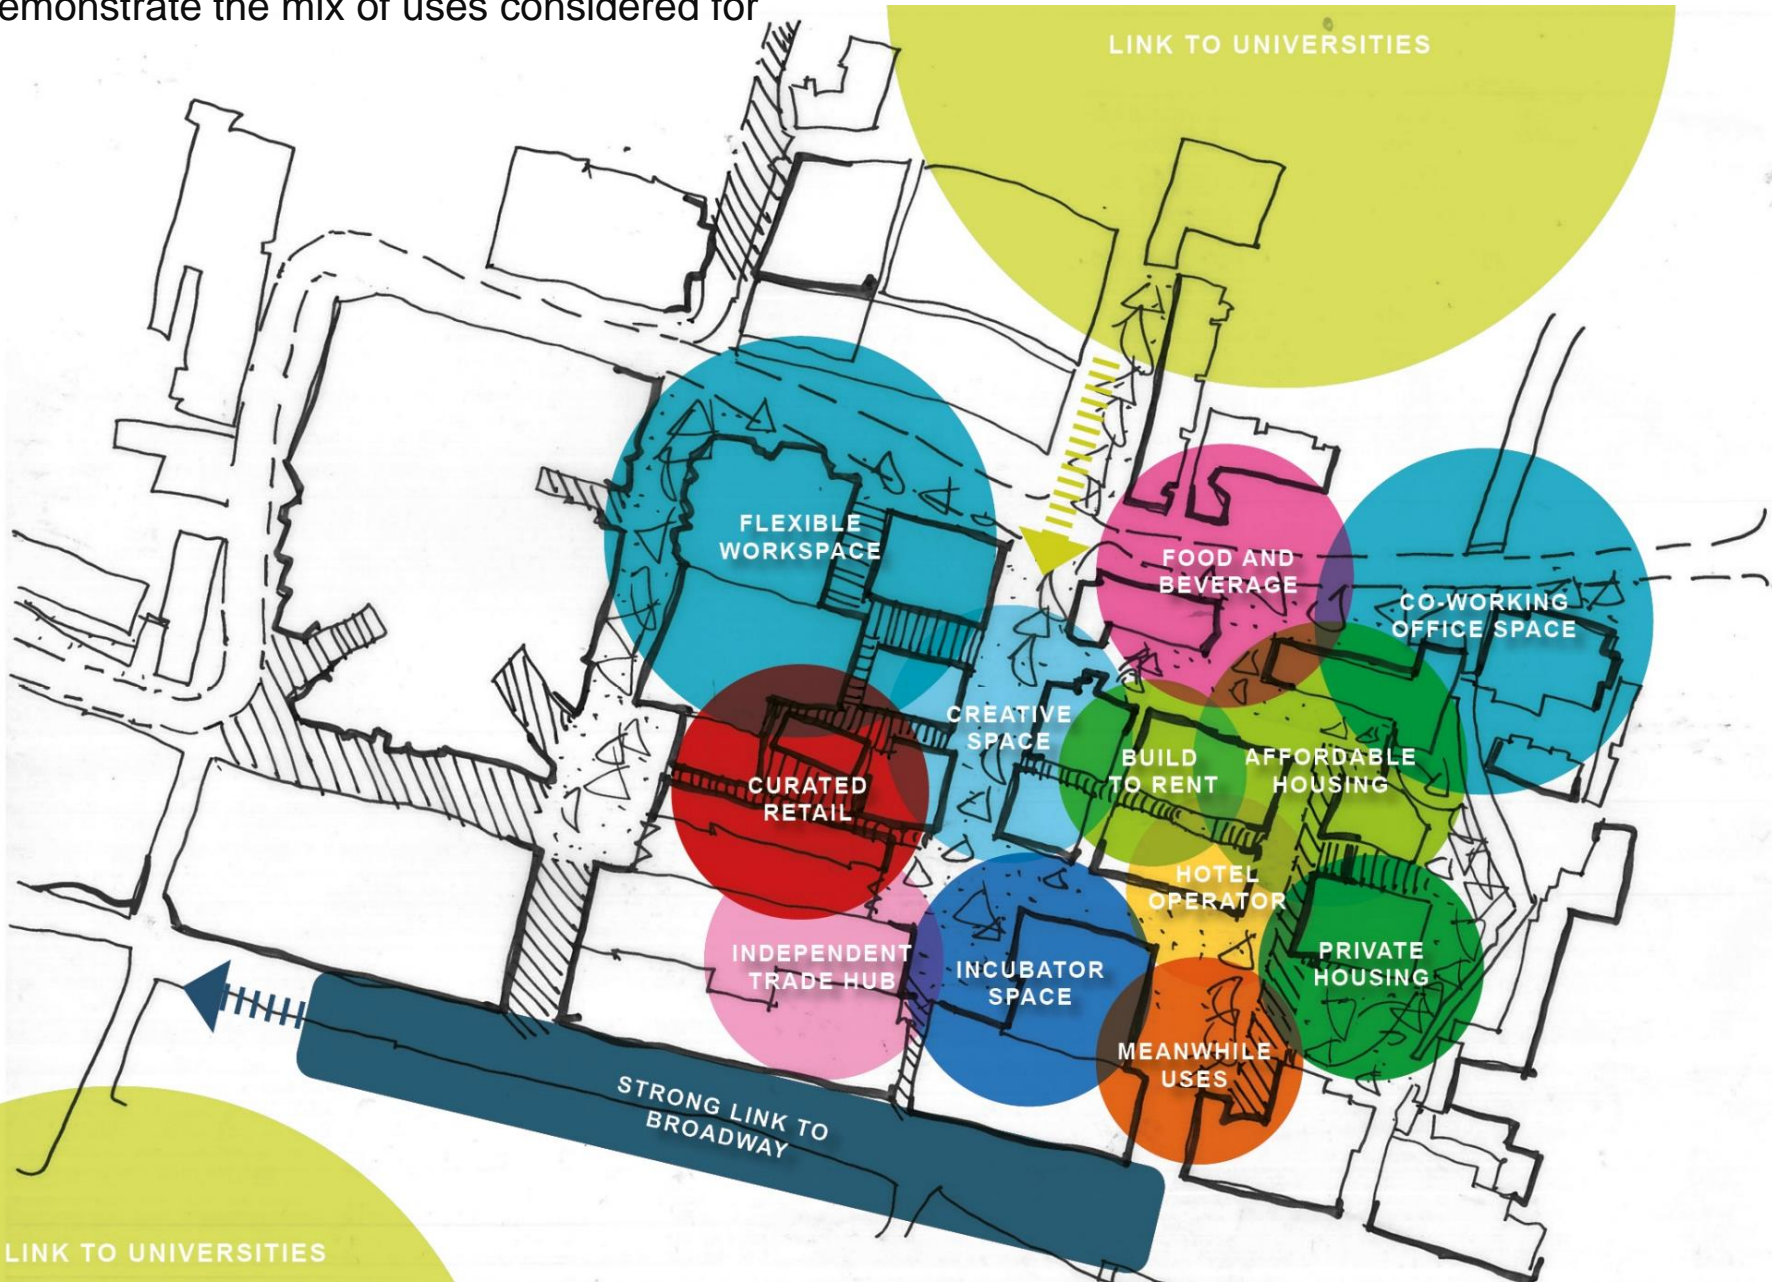 emonstrate the mix of uses considered for
LINK TO UNIVERSITIES
FLEXIBLE
WORKSPACE
FOOD AND
BEVERAGE
CO-WORKING
OFFICE SPACE
CREATIVE
SPACE
BUILD
TO RENT
AFFORDABLE
HOUSING
CURATED
RETAIL
HOTEL
OPERATOR
INDEPENDENT
TRADE HUB
INCUBATOR
SPACE
PRIVATE
HOUSING
MEANWHILE
USES
STRONG LINK TO
BROADWAY
LINK TO UNIVERSITIES